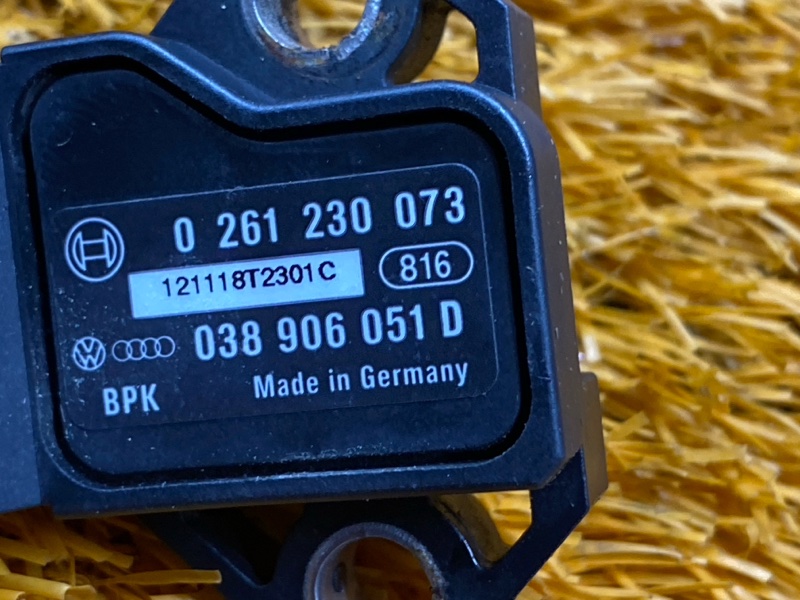 0 261 230 073
121118T2301C 816
038 906 051 D
BPK Made in Germany